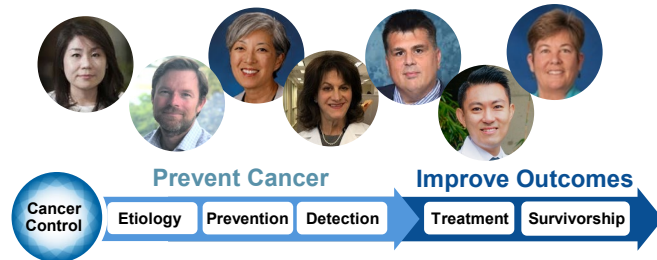 Prevent Cancer
Improve Outcomes
Cancer
Control
Etiology
Prevention
Detection
Treatment
Survivorship